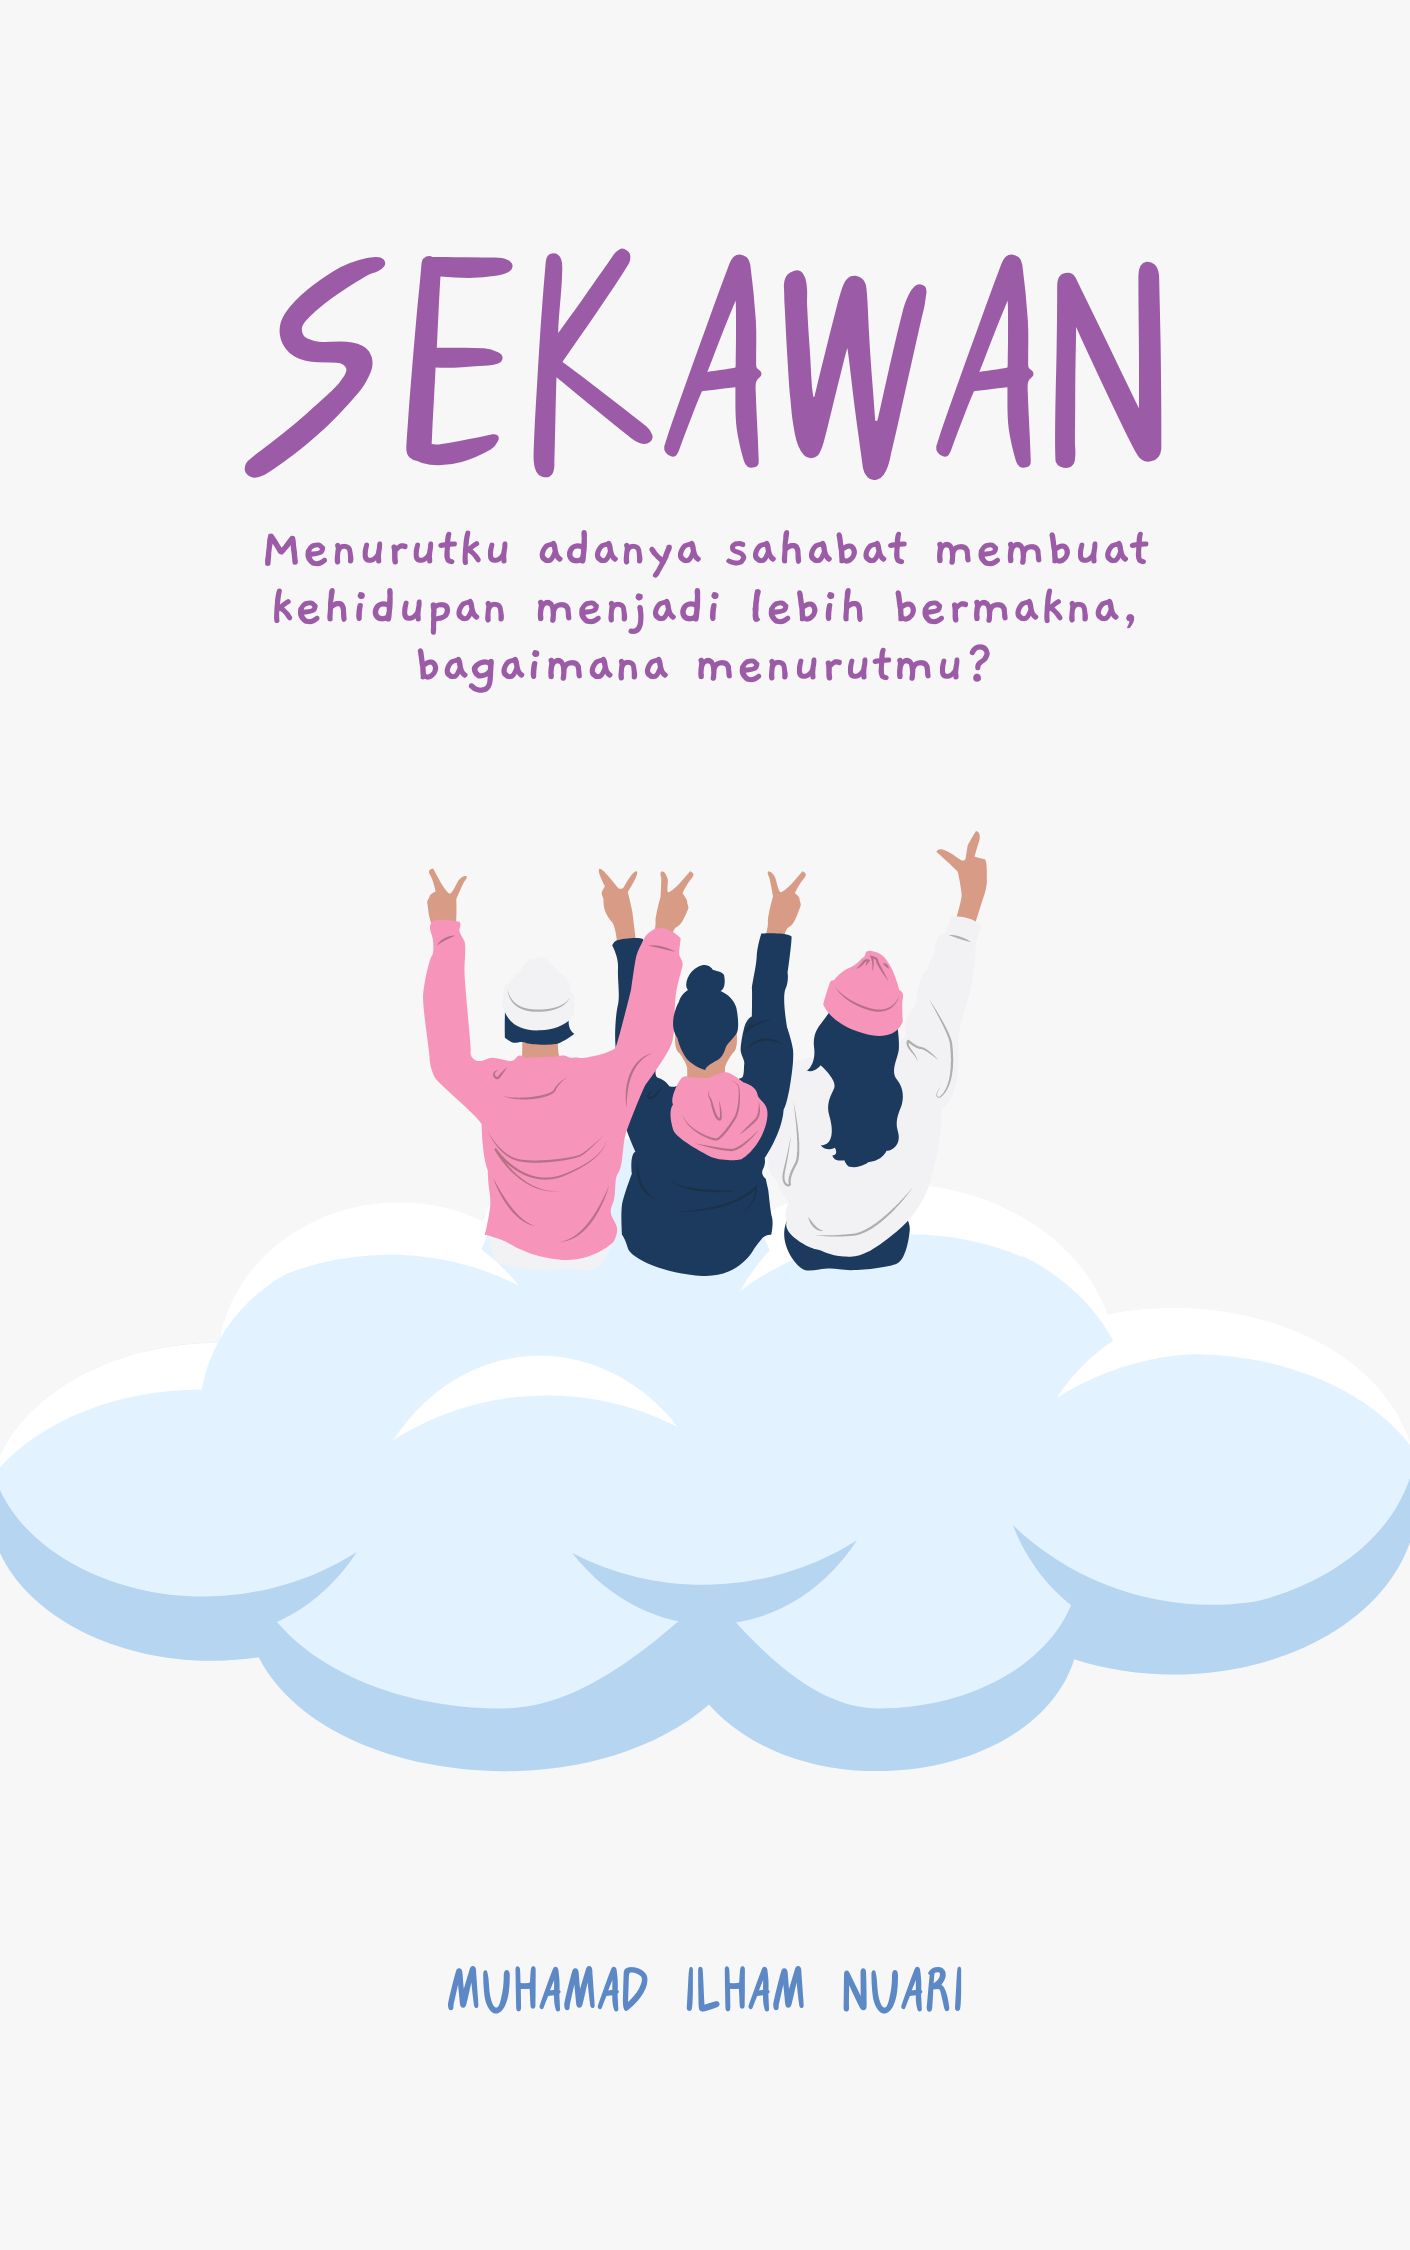 SEKAWAN
Menurutku adanya sahabat membuat
kehidupan menjadi lebih bermakna,
bagaimana menurutmu?
MUHAMAD ILHAM NUARI